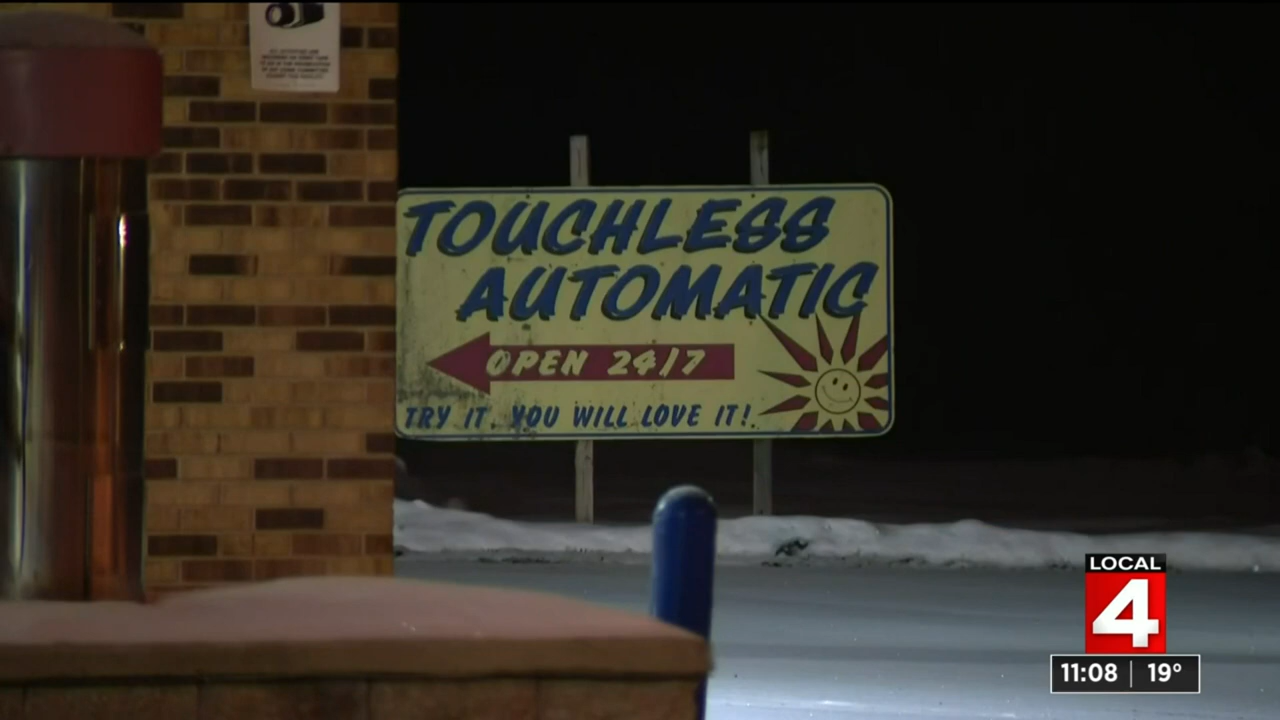 TOUCHLESS
AUTOMATIC
OPEN 24/7
TRY IT, YOU WILL LOVE IT!
LOCAL
4
11:08 19°